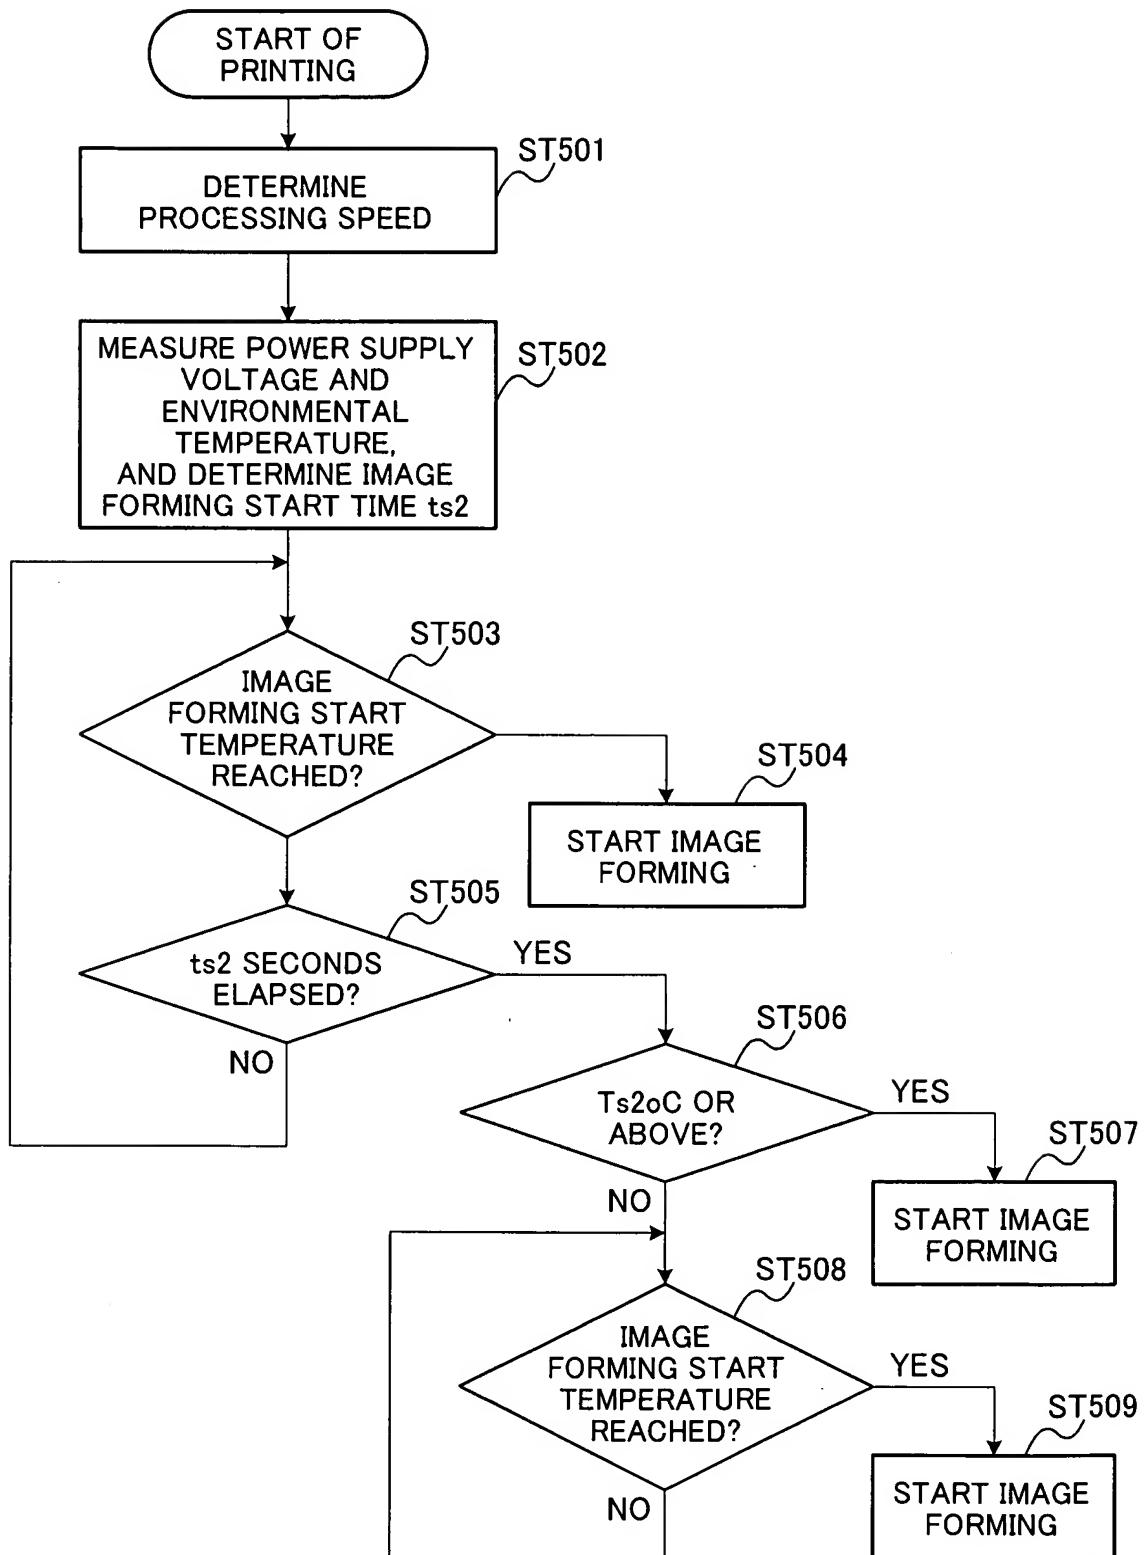 START OF
PRINTING
ST501
DETERMINE
PROCESSING SPEED
ST502
MEASURE POWER SUPPLY
VOLTAGE AND
ENVIRONMENTAL
TEMPERATURE,
AND DETERMINE IMAGE
FORMING START TIME ts2
ST503
IMAGE
FORMING START
TEMPERATURE
REACHED?
ST504
START IMAGE
FORMING
ST505
ts2 SECONDS
ELAPSED?
YES
NO
ST506
Ts2oC OR
ABOVE?
YES
NO
ST507
START IMAGE
FORMING
ST508
IMAGE
FORMING START
TEMPERATURE
REACHED?
YES
NO
ST509
START IMAGE
FORMING